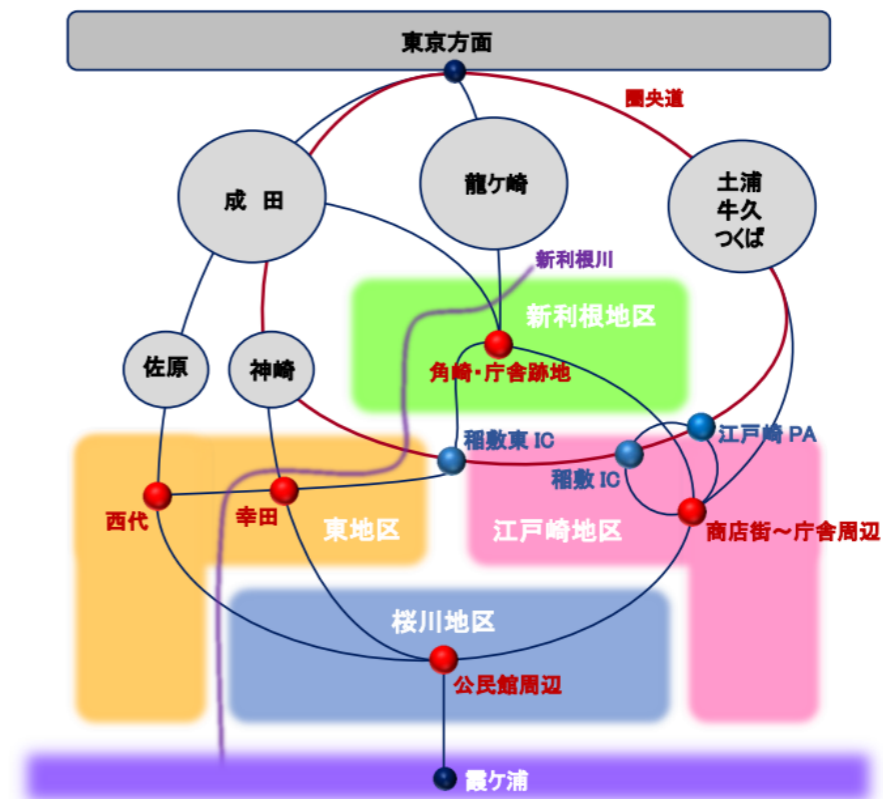 東京方面
圏央道
成　田
龍ケ崎
土浦
牛久
つくば
新利根川
新利根地区
角崎・庁舎跡地
佐原
神崎
稲敷東 IC
江戸崎 PA
稲敷 IC
西代
幸田
東地区
江戸崎地区
商店街～庁舎周辺
桜川地区
公民館周辺
霞ケ浦